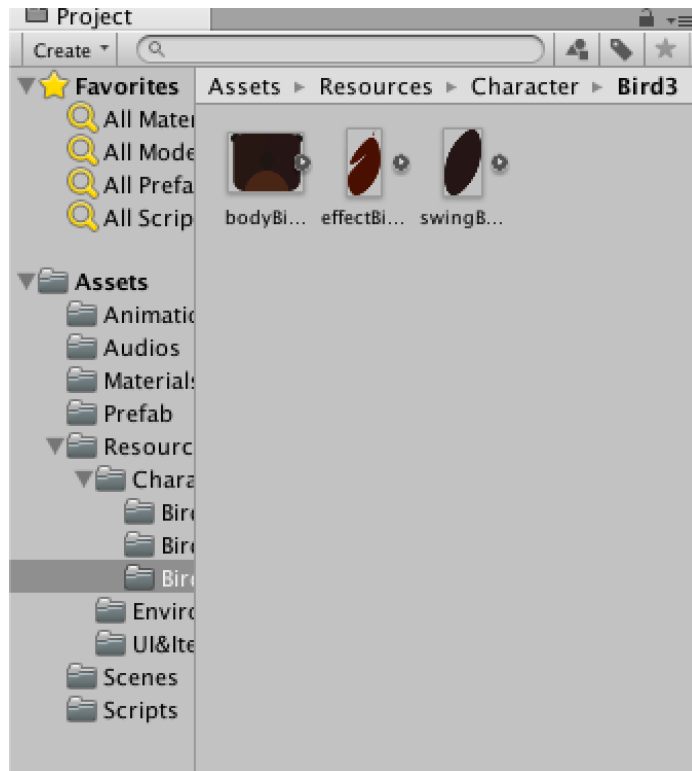 Project
Create
Favorites
All Mater
All Mode
All Prefa
All Scrip
Assets
Animatic
Audios
Materials
Prefab
Resourc
Chara
Bird
Bird
Bird
Enviro
UI&Ite
Scenes
Scripts
Assets Resources Character Bird3
bodyBi... effectBi... swingB...